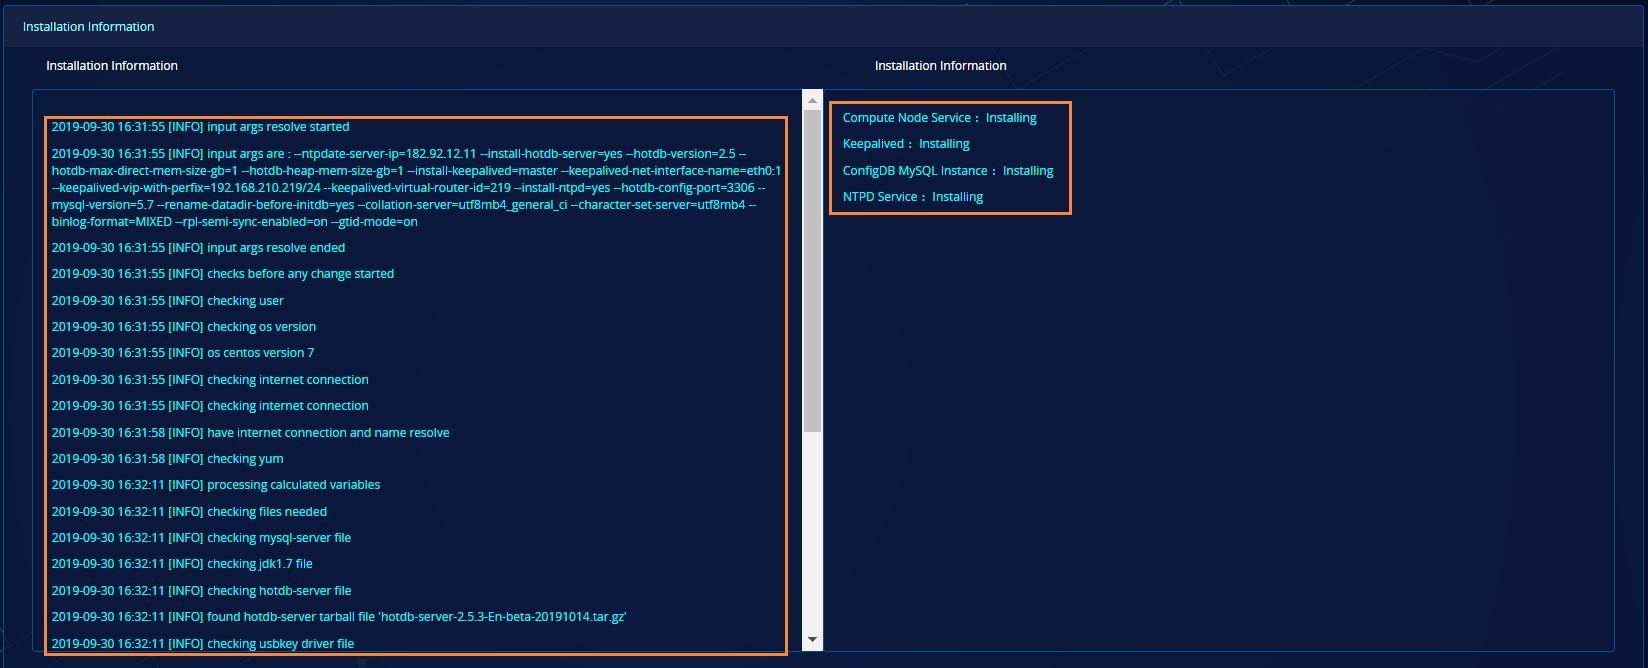 Installation Information
Installation Information
2019-09-30 16:31:55 [INFO] input args resolve started
2019-09-30 16:31:55 [INFO] input args are : --ntpdate-server-ip=182.92.12.11 --install-hotdb-server=yes --hotdb-version=2.5 --
hotdb-max-direct-mem-size-gb=1 --hotdb-heap-mem-size-gb=1 --install-keepalived=master --keepalived-net-interface-name=eth0:1
--keepalived-vip-with-perfix=192.168.210.219/24 --keepalived-virtual-router-id=219 --install-ntpd=yes --hotdb-config-port=3306 --
mysql-version=5.7 --rename-datadir-before-initdb=yes --collation-server=utf8mb4_general_ci --character-set-server=utf8mb4 --
binlog-format=MIXED --rpl-semi-sync-enabled=on --gtid-mode=on
2019-09-30 16:31:55 [INFO] input args resolve ended
2019-09-30 16:31:55 [INFO] checks before any change started
2019-09-30 16:31:55 [INFO] checking user
2019-09-30 16:31:55 [INFO] checking os version
2019-09-30 16:31:55 [INFO] os centos version 7
2019-09-30 16:31:55 [INFO] checking internet connection
2019-09-30 16:31:55 [INFO] checking internet connection
2019-09-30 16:31:58 [INFO] have internet connection and name resolve
2019-09-30 16:31:58 [INFO] checking yum
2019-09-30 16:32:11 [INFO] processing calculated variables
2019-09-30 16:32:11 [INFO] checking files needed
2019-09-30 16:32:11 [INFO] checking mysql-server file
2019-09-30 16:32:11 [INFO] checking jdk1.7 file
2019-09-30 16:32:11 [INFO] checking hotdb-server file
2019-09-30 16:32:11 [INFO] found hotdb-server tarball file 'hotdb-server-2.5.3-En-beta-20191014.tar.gz'
2019-09-30 16:32:11 [INFO] checking usbkey driver file
Installation Information
Compute Node Service： Installing
Keepalived： Installing
ConfigDB MySQL Instance： Installing
NTPD Service： Installing